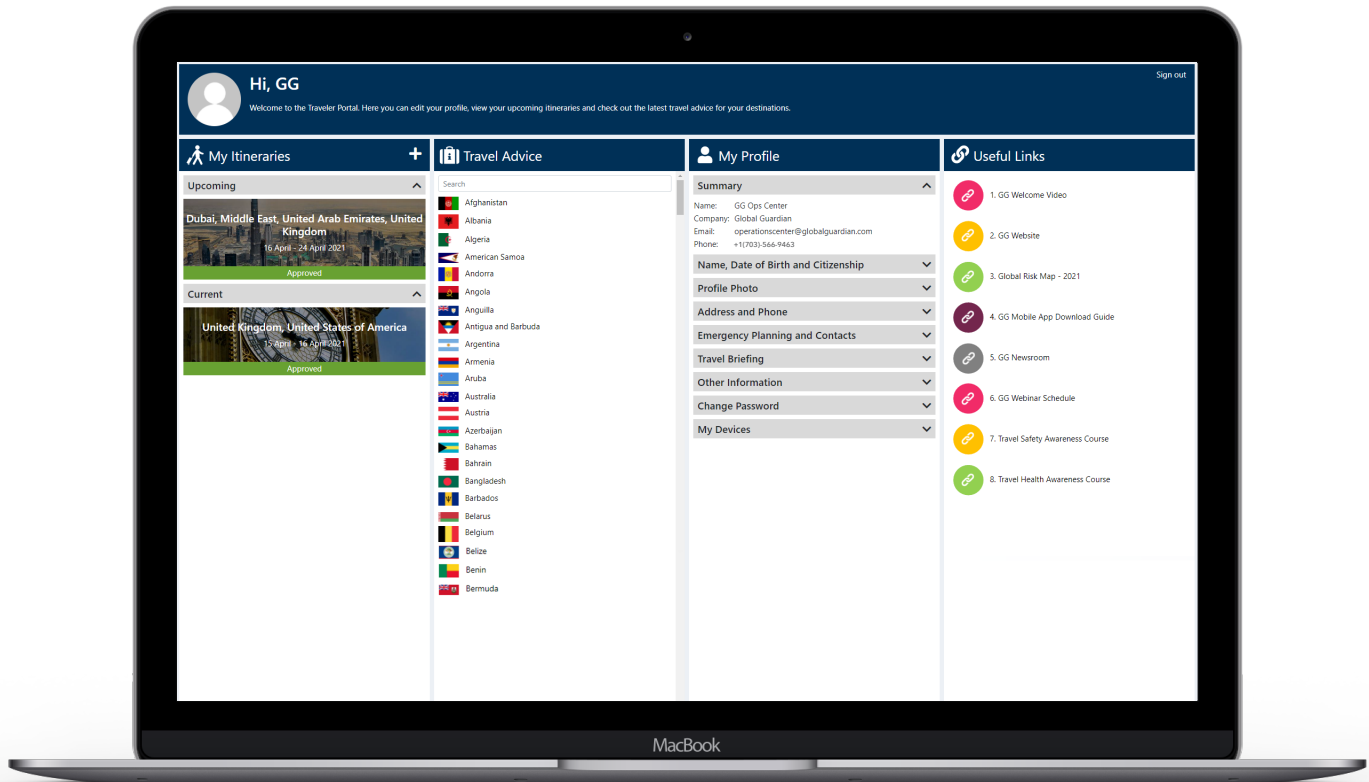 Hi, GG
Sign out
Welcome to the Traveler Portal. Here you can edit your profile, view your upcoming itineraries and check out the latest travel advice for your destinations.
My Itineraries
Upcoming
Dubai, Middle East, United Arab Emirates, United
Kingdom
16 April - 24 April 2021
Approved
Current
United Kingdom, United States of America
15 April - 16 April 2021
Approved
Travel Advice
Search
Afghanistan
Albania
Algeria
American Samoa
Andorra
Angola
Anguilla
Antigua and Barbuda
Argentina
Armenia
Aruba
Australia
Austria
Azerbaijan
Bahamas
Bahrain
Bangladesh
Barbados
Belarus
Belgium
Belize
Benin
Bermuda
My Profile
Summary
Name: GG Ops Center
Company: Global Guardian
Email: operationscenter@globalguardian.com
Phone: +1(703)-566-9463
Name, Date of Birth and Citizenship
Profile Photo
Address and Phone
Emergency Planning and Contacts
Travel Briefing
Other Information
Change Password
My Devices
Useful Links
1. GG Welcome Video
2. GG Website
3. Global Risk Map - 2021
4. GG Mobile App Download Guide
5. GG Newsroom
6. GG Webinar Schedule
7. Travel Safety Awareness Course
8. Travel Health Awareness Course
MacBook